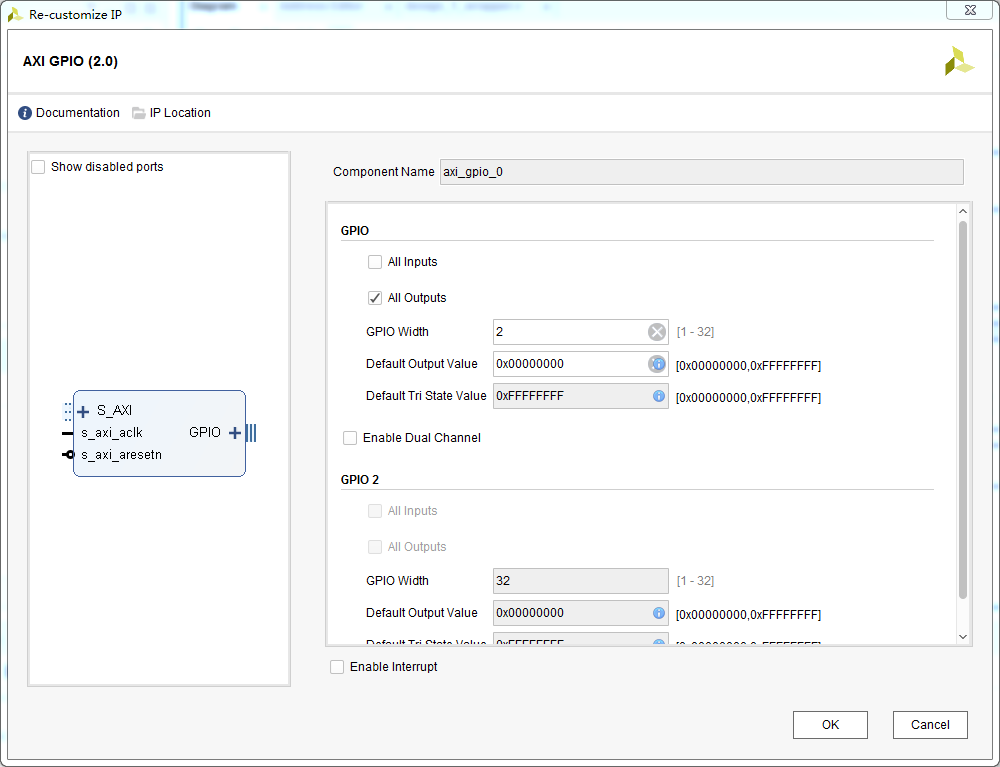 Re-customize IP
AXI GPIO (2.0)
Documentation IP Location
Show disabled ports
Component Name axi_gpio_0
GPIO
All Inputs
All Outputs
GPIO Width 2 [1 - 32]
Default Output Value 0x00000000 [0x00000000,0xFFFFFFFF]
Default Tri State Value 0xFFFFFFFF [0x00000000,0xFFFFFFFF]
S_AXI
s_axi_aclk GPIO
s_axi_aresetn
Enable Dual Channel
GPIO 2
All Inputs
All Outputs
GPIO Width 32 [1 - 32]
Default Output Value 0x00000000 [0x00000000,0xFFFFFFFF]
Default Tri State Value 0xFFFFFFFF [0x00000000,0xFFFFFFFF]
Enable Interrupt
OK Cancel